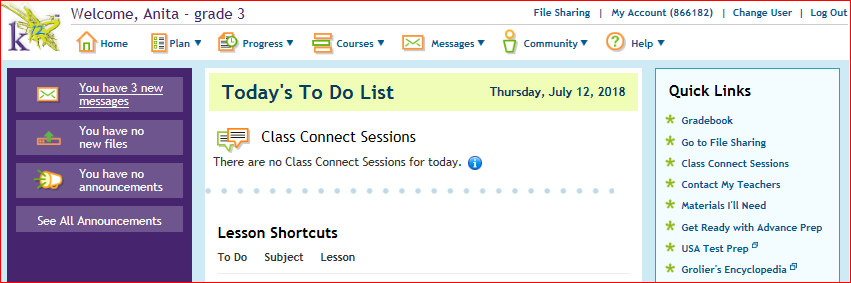 k12
Welcome, Anita - grade 3
File Sharing | My Account (866182) | Change User | Log Out
Home Plan Progress Courses Messages Community Help
You have 3 new
messages
You have no
new files
You have no
announcements
See All Announcements
Today's To Do List Thursday, July 12, 2018
Class Connect Sessions
There are no Class Connect Sessions for today.
Lesson Shortcuts
To Do Subject Lesson
Quick Links
Gradebook
Go to File Sharing
Class Connect Sessions
Contact My Teachers
Materials I'll Need
Get Ready with Advance Prep
USA Test Prep
Grolier's Encyclopedia